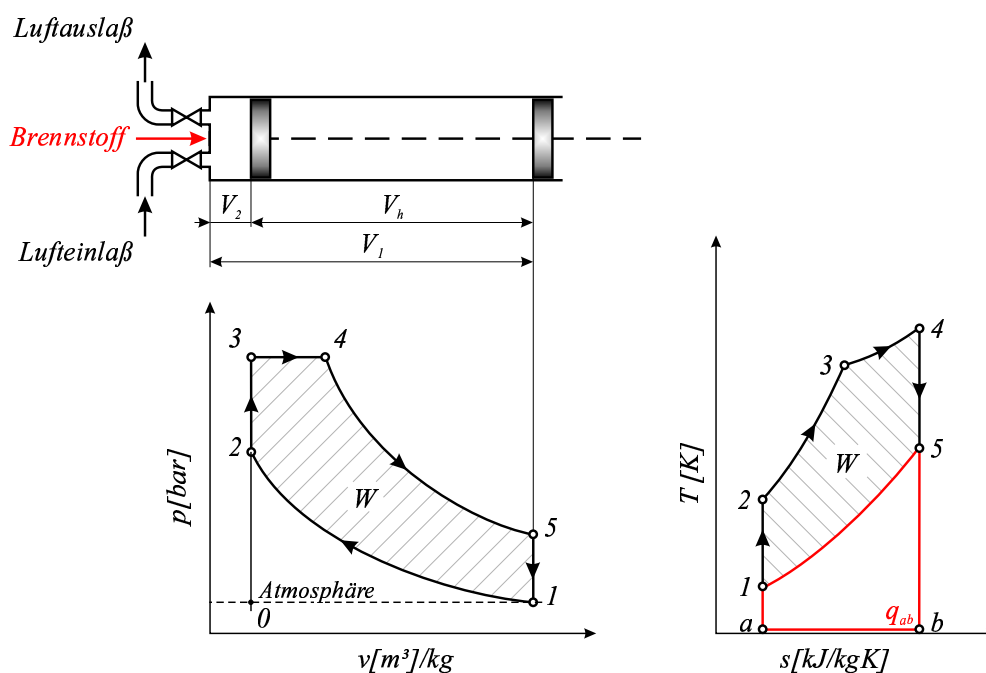 Luftauslaß
Brennstoff
Lufteinlaß
V₂
Vₕ
V₁
3
4
2
p[bar]
W
5
Atmosphäre
1
0
v[m³]/kg
4
3
T [K]
W
5
2
1
a
q_ab
b
s[kJ/kgK]